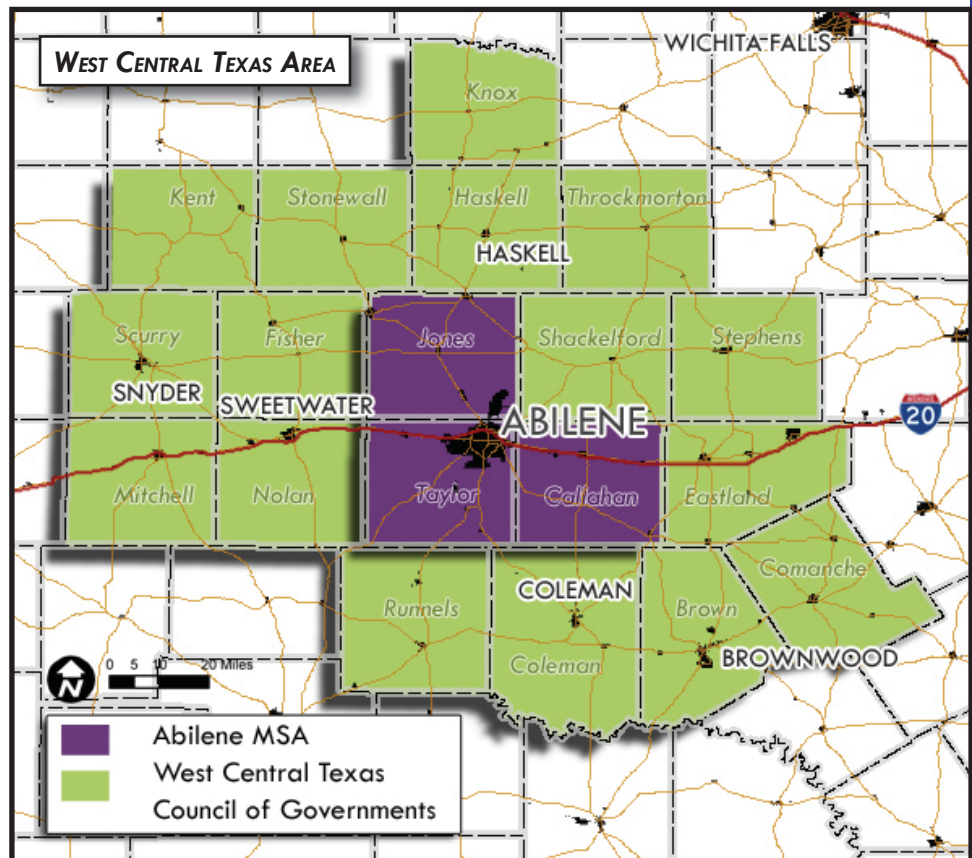 WEST CENTRAL TEXAS AREA
WICHITA FALLS
Knox
Kent
Stonewall
Haskell
Throckmorton
HASKELL
Scurry
Fisher
Jones
Shackelford
Stephens
SNYDER
SWEETWATER
ABILENE
20
Mitchell
Nolan
Taylor
Callahan
Eastland
Comanche
COLEMAN
Runnels
Brown
Coleman
BROWNWOOD
N
0 5 10 20 Miles
Abilene MSA
West Central Texas
Council of Governments